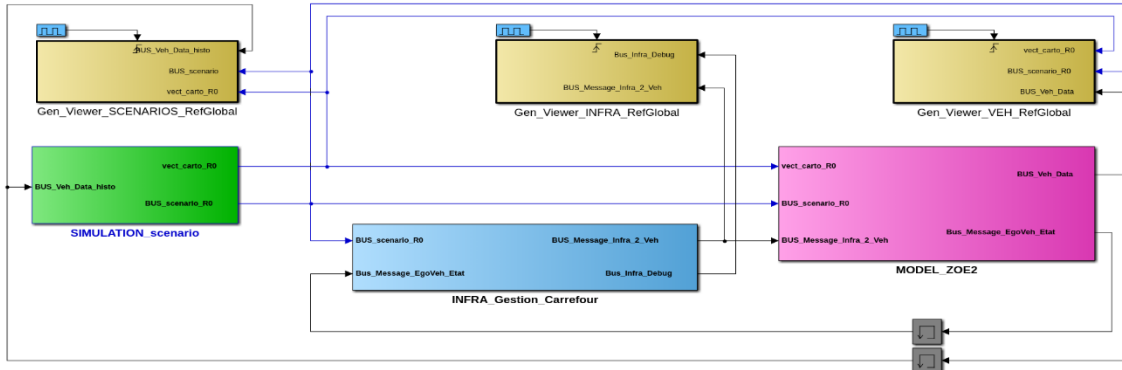 BUS_Veh_Data_histo
BUS_scenario
vect_carto_R0
Gen_Viewer_SCENARIOS_RefGlobal
Bus_Infra_Debug
BUS_Message_Infra_2_Veh
Gen_Viewer_INFRA_RefGlobal
vect_carto_R0
BUS_scenario_R0
BUS_Veh_Data
Gen_Viewer_VEH_RefGlobal
BUS_Veh_Data_histo
vect_carto_R0
BUS_scenario_R0
SIMULATION_scenario
BUS_scenario_R0
Bus_Message_EgoVeh_Etat
BUS_Message_Infra_2_Veh
Bus_Infra_Debug
INFRA_Gestion_Carrefour
vect_carto_R0
BUS_scenario_R0
BUS_Message_Infra_2_Veh
BUS_Veh_Data
Bus_Message_EgoVeh_Etat
MODEL_ZOE2